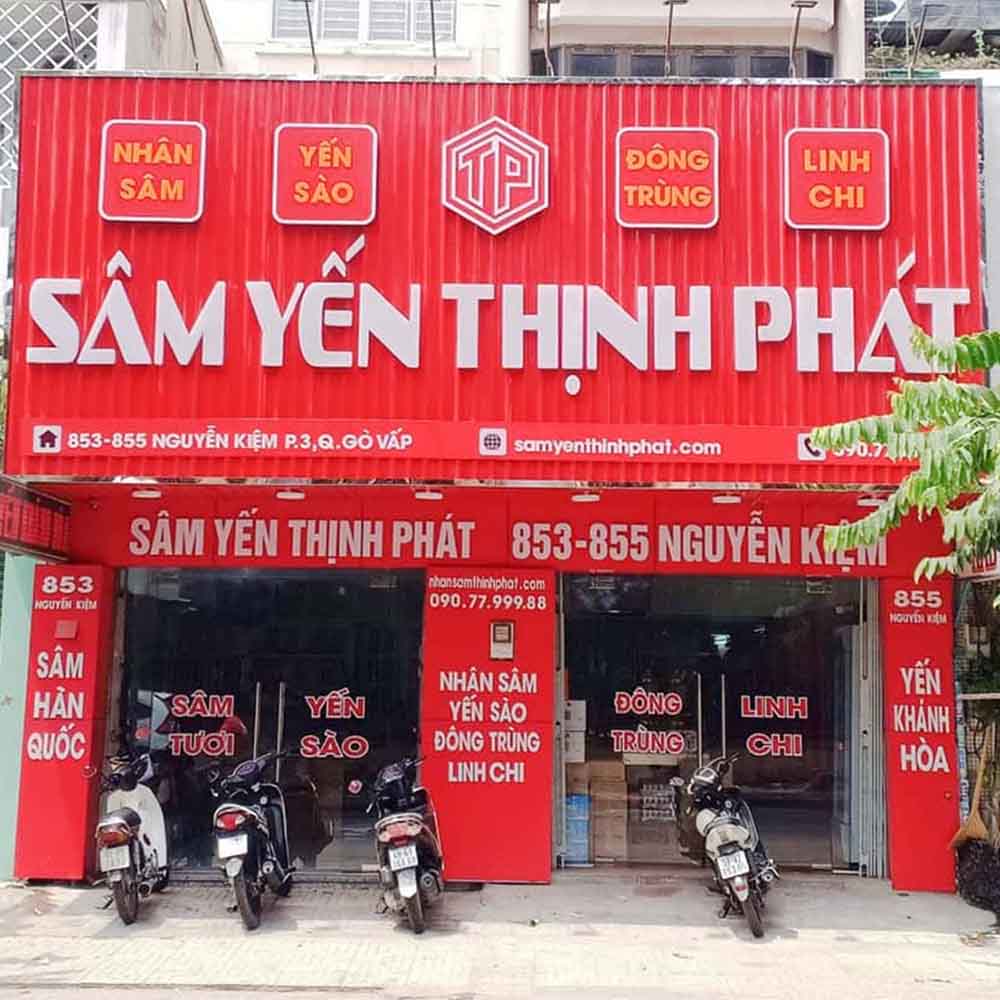 NHÂN
SÂM
YẾN
SÀO
TP
ĐÔNG
TRÙNG
LINH
CHI
SÂM YẾN THỊNH PHÁT
853-855 NGUYỄN KIỆM P.3,Q.GÒ VẤP
samyenthinhphat.com
090.77
SÂM YẾN THỊNH PHÁT 853-855 NGUYỄN KIỆM
853
NGUYỄN KIỆM
SÂM
HÀN
QUỐC
SÂM
TƯƠI
YẾN
SÀO
nhansamthinhphat.com
090.77.999.88
NHÂN SÂM
YẾN SÀO
ĐÔNG TRÙNG
LINH CHI
ĐÔNG
TRÙNG
LINH
CHI
855
NGUYỄN KIỆM
YẾN
KHÁNH
HÒA